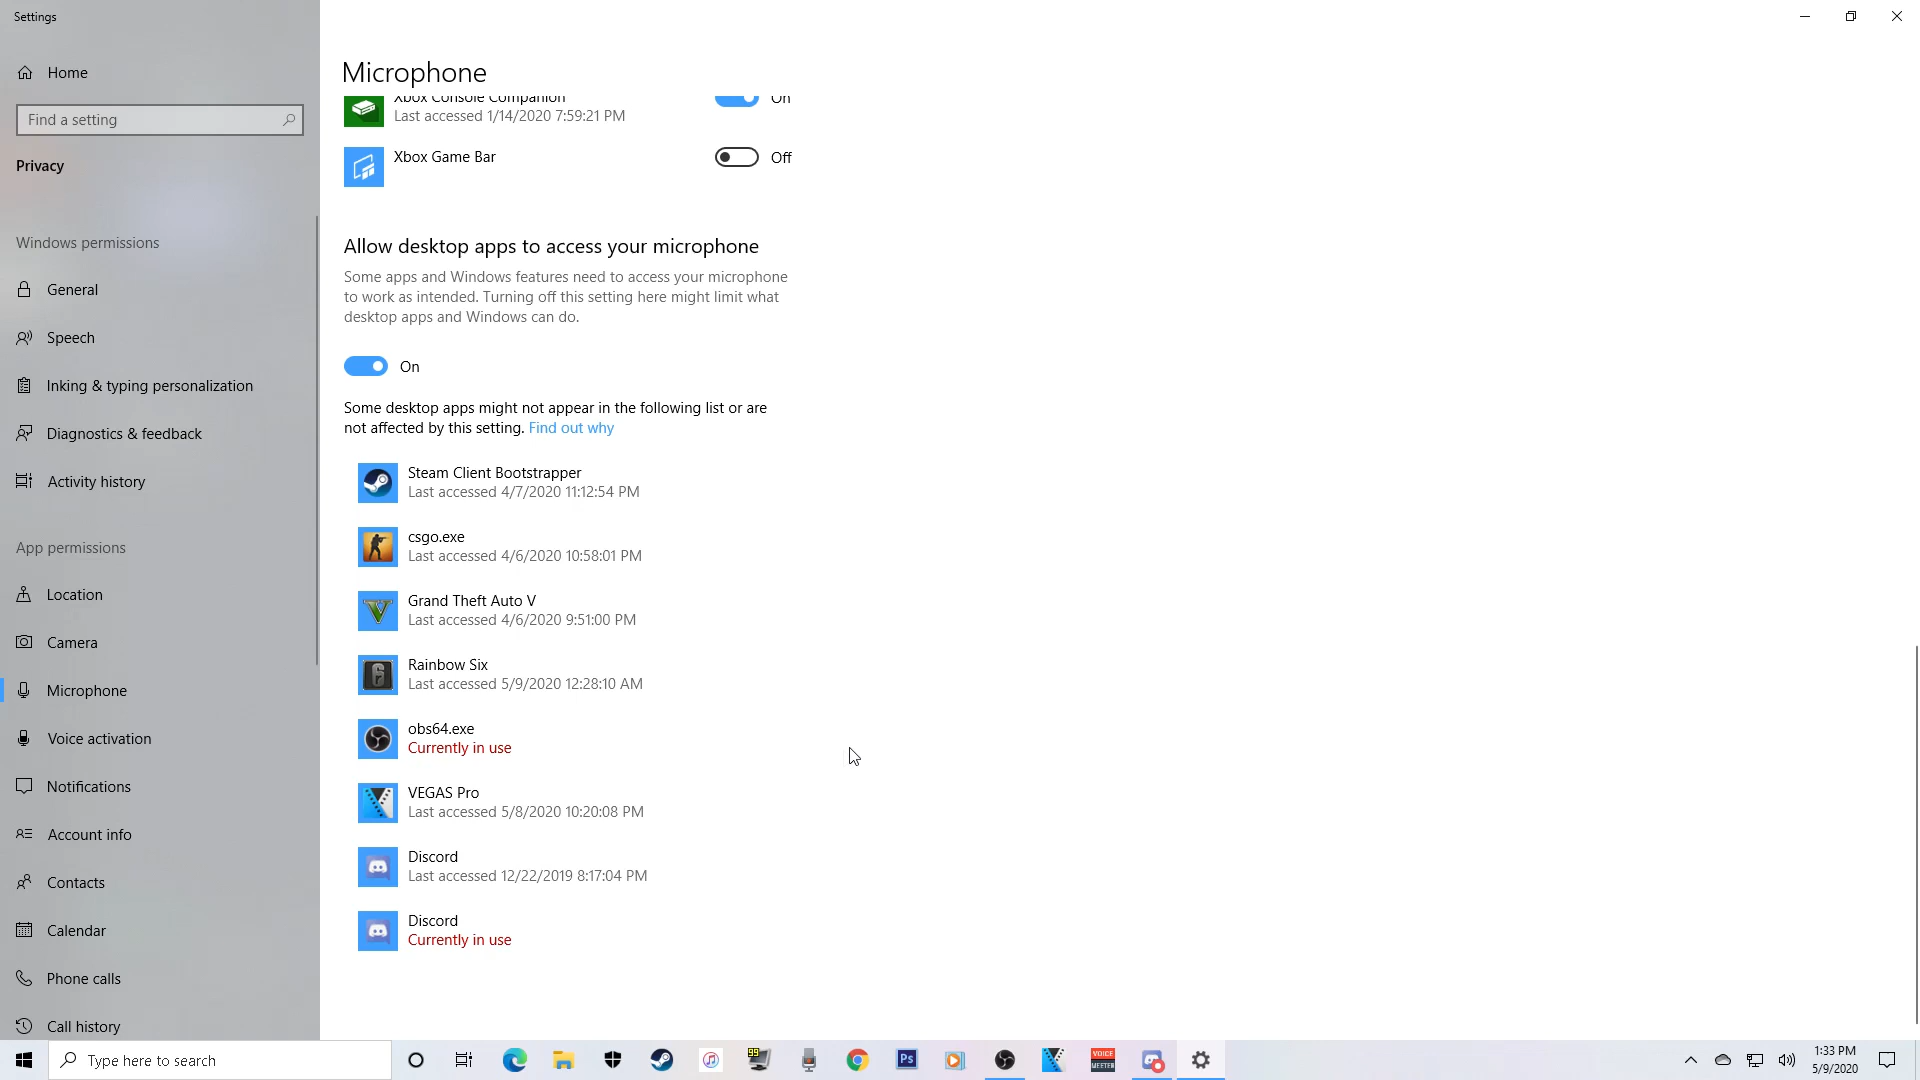 Settings
Home
Find a setting
Privacy
Windows permissions
General
Speech
Inking & typing personalization
Diagnostics & feedback
Activity history
App permissions
Location
Camera
Microphone
Voice activation
Notifications
Account info
Contacts
Calendar
Phone calls
Call history
Microphone
Xbox Console Companion
On
Last accessed 1/14/2020 7:59:21 PM
Xbox Game Bar
Off
Allow desktop apps to access your microphone
Some apps and Windows features need to access your microphone
to work as intended. Turning off this setting here might limit what
desktop apps and Windows can do.
On
Some desktop apps might not appear in the following list or are
not affected by this setting. Find out why
Steam Client Bootstrapper
Last accessed 4/7/2020 11:12:54 PM
csgo.exe
Last accessed 4/6/2020 10:58:01 PM
Grand Theft Auto V
Last accessed 4/6/2020 9:51:00 PM
Rainbow Six
Last accessed 5/9/2020 12:28:10 AM
obs64.exe
Currently in use
VEGAS Pro
Last accessed 5/8/2020 10:20:08 PM
Discord
Last accessed 12/22/2019 8:17:04 PM
Discord
Currently in use
Type here to search
99
Ps
VOICE
MEETER
1:33 PM
5/9/2020